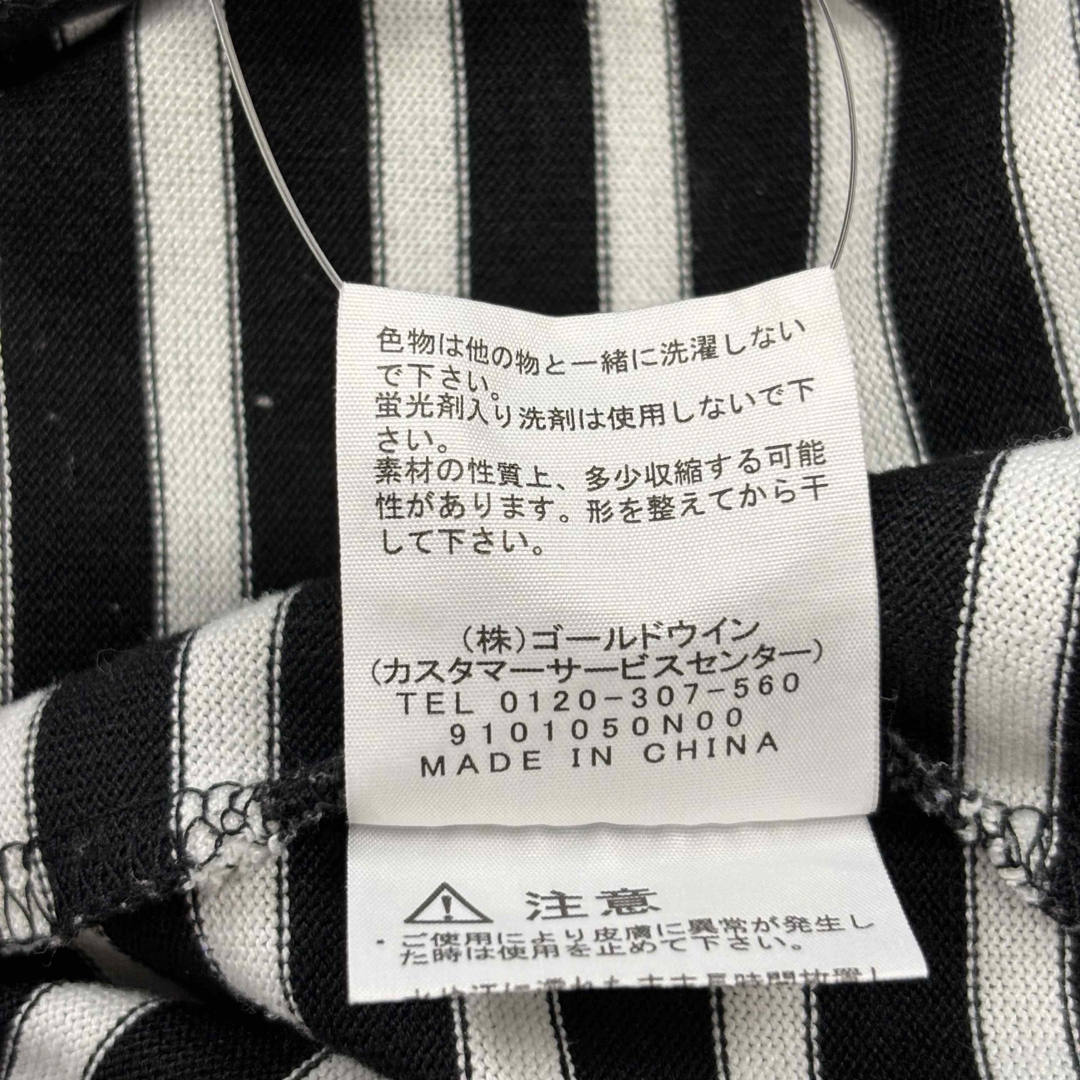 色物は他の物と一緒に洗濯しない
で下さい。
蛍光剤入り洗剤は使用しないで下
さい。
素材の性質上、多少収縮する可能
性があります。形を整えてから干
して下さい。
(株)ゴールドウイン
(カスタマーサービスセンター)
TEL 0120-307-560
9101050N00
MADE IN CHINA
注意
・ご使用により皮膚に異常が発生し
た時は使用を止めて下さい。